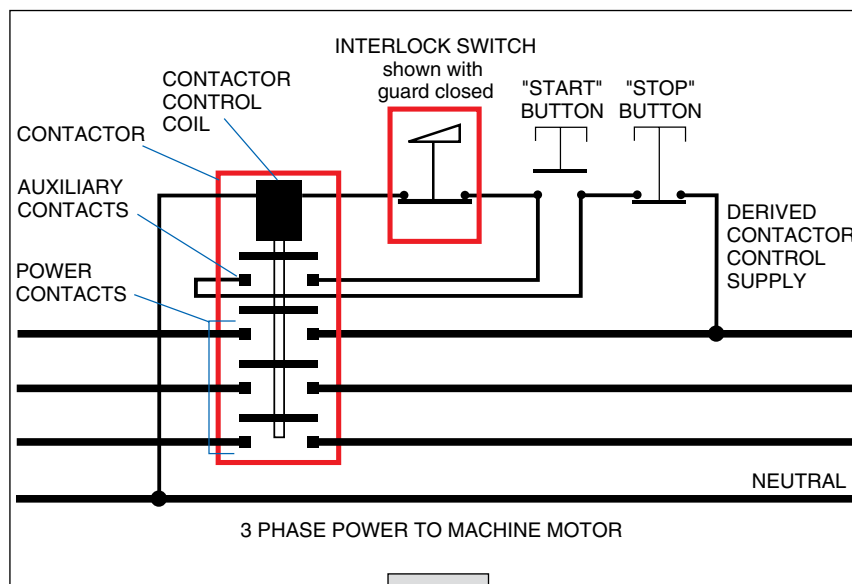 INTERLOCK SWITCH
shown with
guard closed
CONTACTOR
CONTROL
COIL
"START"
BUTTON
"STOP"
BUTTON
CONTACTOR
AUXILIARY
CONTACTS
POWER
CONTACTS
DERIVED
CONTACTOR
CONTROL
SUPPLY
NEUTRAL
3 PHASE POWER TO MACHINE MOTOR